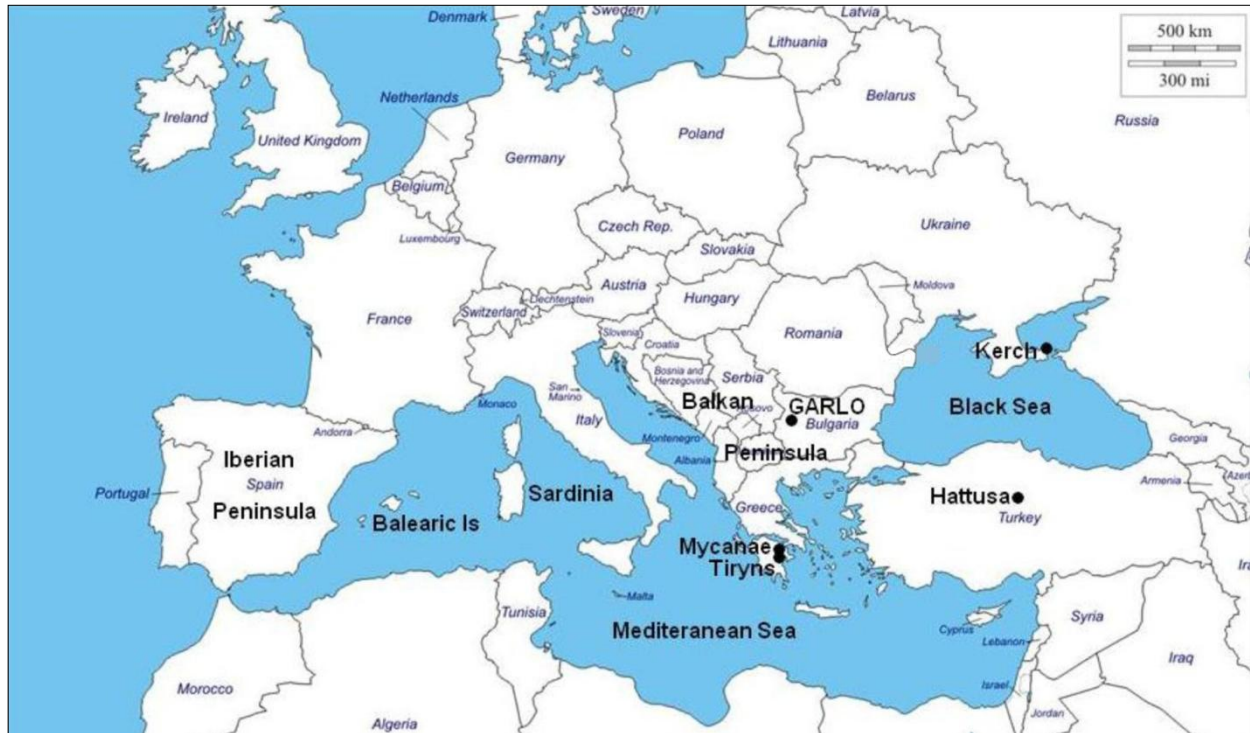 Denmark
Sweden
Latvia
Lithuania
500 km
300 mi
Belarus
Russia
Netherlands
Ireland
United Kingdom
Poland
Germany
Belgium
Luxembourg
Czech Rep.
Ukraine
Slovakia
Austria
Liechtenstein
Hungary
Moldova
Switzerland
France
Slovenia
Croatia
Romania
Kerch
Bosnia and
Herzegovina
Serbia
San
Marino
Monaco
Italy
Balkan
GARLO
Black Sea
Bulgaria
Andorra
Montenegro
Georgia
Iberian
Peninsula
Albania
Spain
Portugal
Sardinia
Armenia
Hattusa
Peninsula
Balearic Is
Greece
Turkey
Mycanae
Tiryns
Malta
Tunisia
Mediteranean Sea
Cyprus
Syria
Lebanon
Iraq
Morocco
Israel
Algeria
Jordan